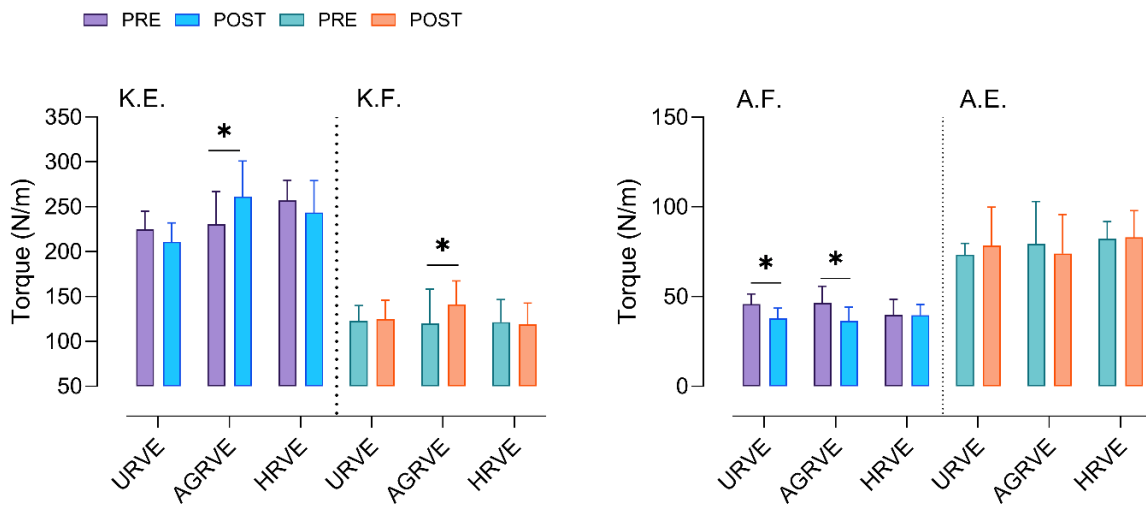 PRE POST PRE POST
K.E. K.F.
Torque (N/m)
350
300
250
200
150
100
50
*
*
URVE AGRVE HRVE URVE AGRVE HRVE
A.F. A.E.
Torque (N/m)
150
100
50
0
* *
URVE AGRVE HRVE URVE AGRVE HRVE